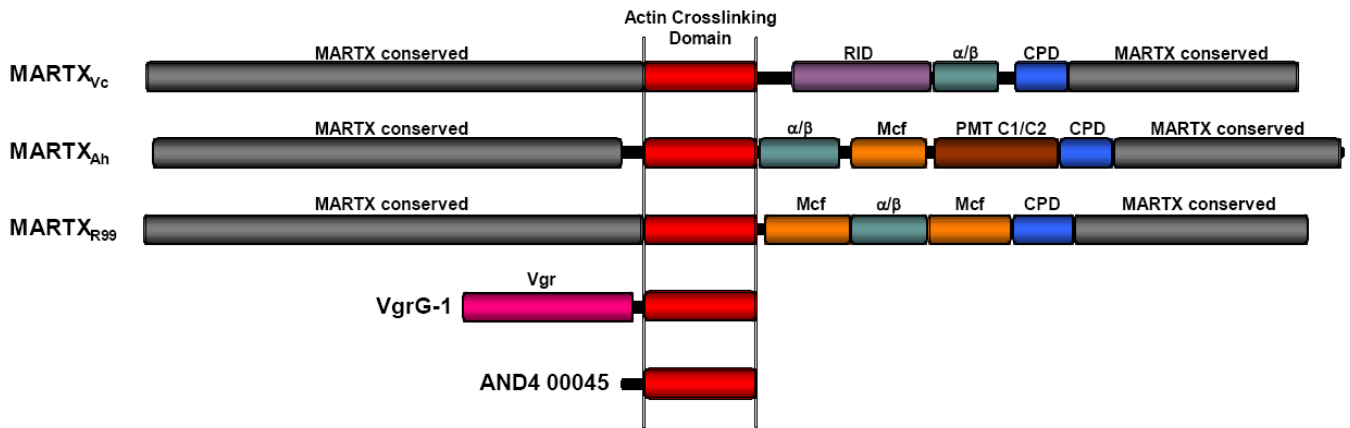 Actin Crosslinking
Domain
MARTX conserved RID α/β CPD MARTX conserved
MARTXVc
MARTX conserved α/β Mcf PMT C1/C2 CPD MARTX conserved
MARTXAh
MARTX conserved Mcf α/β Mcf CPD MARTX conserved
MARTXR99
Vgr
VgrG-1
AND4 00045